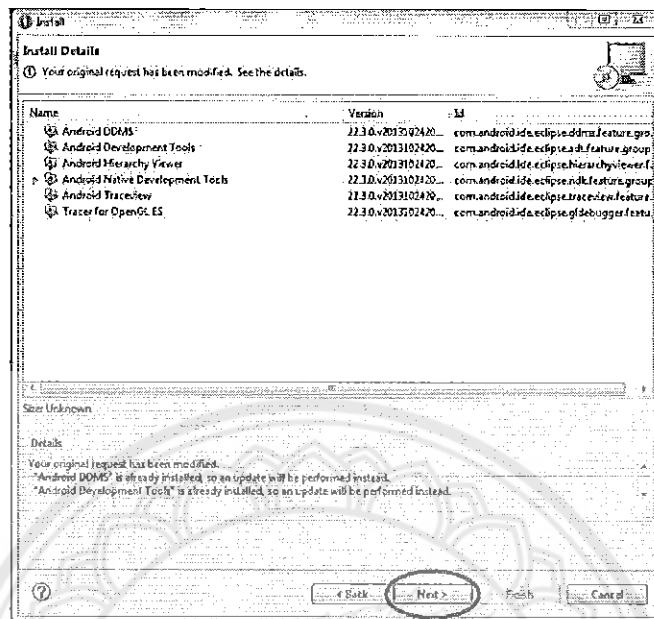 Install
Install Details
Your original request has been modified. See the details.
Name Version Id
Android DDMS 22.3.0.v2013102420... com.android.ide.eclipse.ddms.feature.gro
Android Development Tools 22.3.0.v2013102420... com.android.ide.eclipse.adt.feature.group
Android Hierarchy Viewer 22.3.0.v2013102420... com.android.ide.eclipse.hierarchyviewer.f
Android Native Development Tools 22.3.0.v2013102420... com.android.ide.eclipse.ndk.feature.group
Android Traceview 22.3.0.v2013102420... com.android.ide.eclipse.traceview.feature.
Tracer for OpenGL ES 22.3.0.v2013102420... com.android.ide.eclipse.gldebugger.featu
Size: Unknown
Details
Your original request has been modified.
"Android DDMS" is already installed, so an update will be performed instead.
"Android Development Tools" is already installed, so an update will be performed instead.
? < Back Next > Finish Cancel